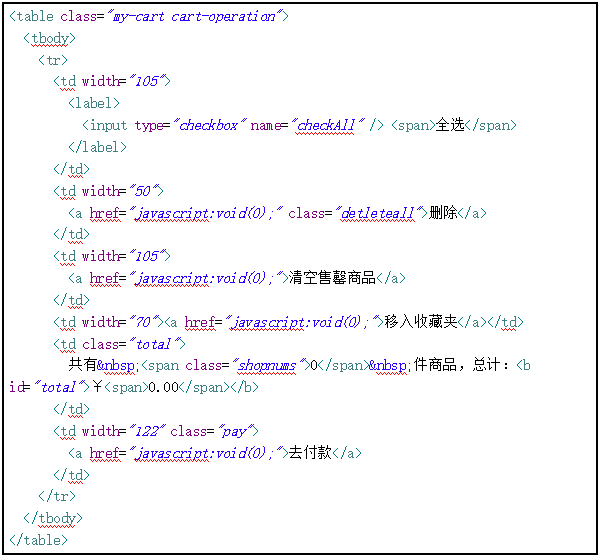 <table class="my-cart cart-operation">
<tbody>
<tr>
<td width="105">
<label>
<input type="checkbox" name="checkAll" /> <span>全选</span>
</label>
</td>
<td width="50">
<a href="javascript:void(0);" class="detleteall">删除</a>
</td>
<td width="105">
<a href="javascript:void(0);">清空售罄商品</a>
</td>
<td width="70"><a href="javascript:void(0);">移入收藏夹</a></td>
<td class="total">
共有&nbsp;<span class="shopnums">0</span>&nbsp;件商品，总计：<b
id="total">¥<span>0.00</span></b>
</td>
<td width="122" class="pay">
<a href="javascript:void(0);">去付款</a>
</td>
</tr>
</tbody>
</table>